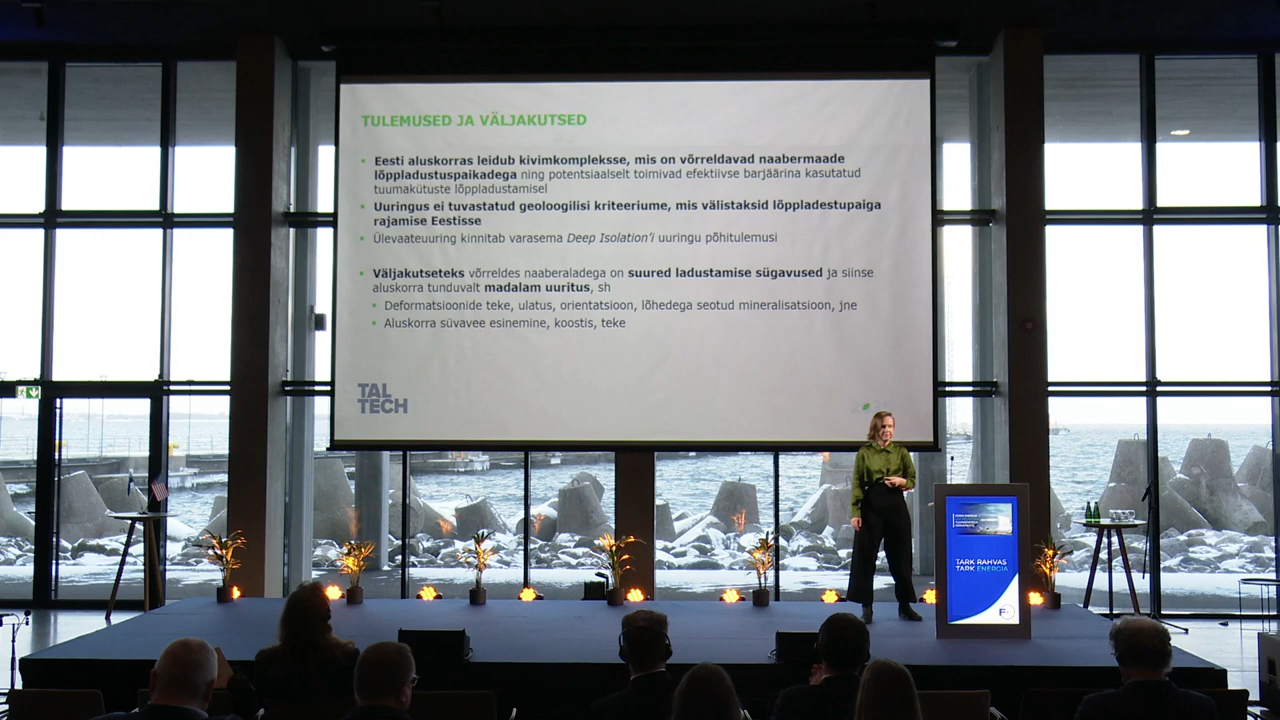 TULEMUSED JA VÄLJAKUTSED
Eesti aluskorras leidub kivimkompleksse, mis on võrreldavad naabermaade
lõppladustuspaikadega ning potentsiaalselt toimivad efektiivse barjäärina kasutatud
tuumakütuste lõppladustamisel
Uuringus ei tuvastatud geoloogilisi kriteeriume, mis välistaksid lõppladestupaiga
rajamise Eestisse
Ülevaateuuring kinnitab varasema Deep Isolation'i uuringu põhitulemusi
Väljakutseteks võrreldes naaberaladega on suured ladustamise sügavused ja siinse
aluskorra tunduvalt madalam uuritus, sh
Deformatsioonide teke, ulatus, orientatsioon, lõhedega seotud mineralisatsioon, jne
Aluskorra süvavee esinemine, koostis, teke
TAL
TECH
TARK RAHVAS
TARK ENERGIA